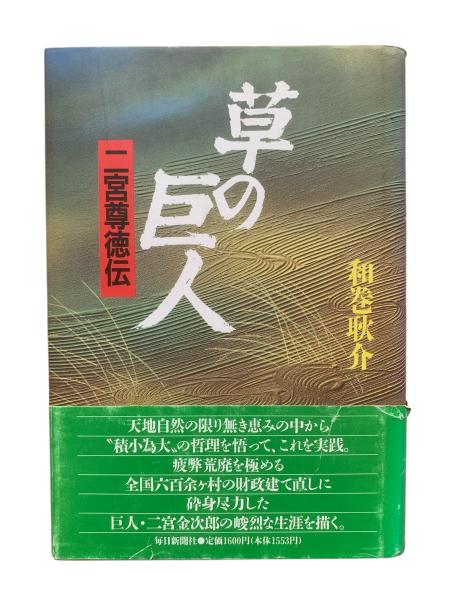 草の
巨人
二宮尊徳伝
和巻耿介
天地自然の限り無き恵みの中から
〝積小為大〟の哲理を悟って、これを実践。
疲弊荒廃を極める
全国六百余ヶ村の財政建て直しに
砕身尽力した
巨人・二宮金次郎の峻烈な生涯を描く。
毎日新聞社●定価1600円(本体1553円)